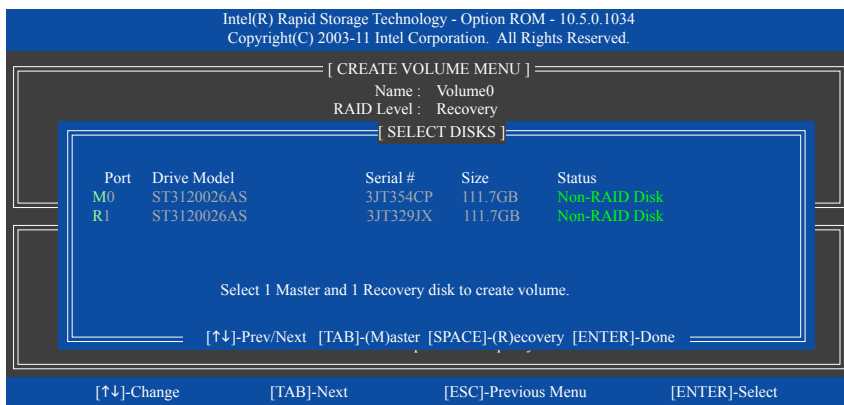 Intel(R) Rapid Storage Technology - Option ROM - 10.5.0.1034
Copyright(C) 2003-11 Intel Corporation. All Rights Reserved.
[ CREATE VOLUME MENU ]
Name : Volume0
RAID Level : Recovery
[ SELECT DISKS ]
Port Drive Model Serial # Size Status
M0 ST3120026AS 3JT354CP 111.7GB Non-RAID Disk
R1 ST3120026AS 3JT329JX 111.7GB Non-RAID Disk
Select 1 Master and 1 Recovery disk to create volume.
[↑↓]-Prev/Next [TAB]-(M)aster [SPACE]-(R)ecovery [ENTER]-Done
[↑↓]-Change [TAB]-Next [ESC]-Previous Menu [ENTER]-Select